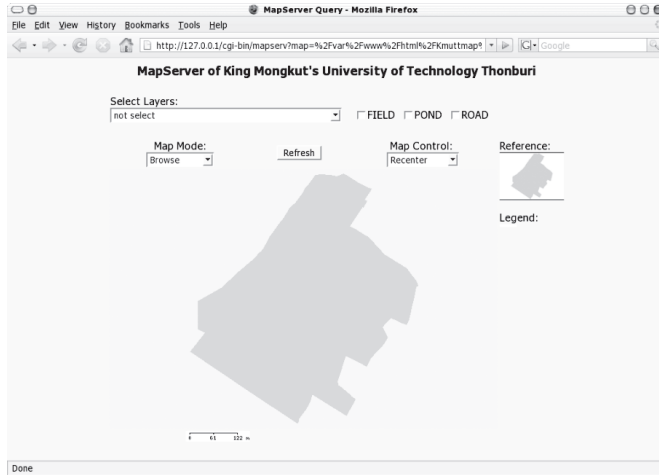 MapServer Query - Mozilla Firefox
File Edit View History Bookmarks Tools Help
http://127.0.0.1/cgi-bin/mapserv?map=%2Fvar%2Fwww%2Fhtml%2FKmuttmap% Google
MapServer of King Mongkut's University of Technology Thonburi
Select Layers:
not select FIELD POND ROAD
Map Mode: Map Control: Reference:
Browse Refresh Recenter
Legend:
0 61 122 m
Done